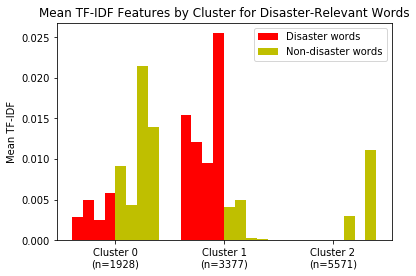 Mean TF-IDF Features by Cluster for Disaster-Relevant Words
Disaster words
Non-disaster words
Mean TF-IDF
0.025
0.020
0.015
0.010
0.005
0.000
Cluster 0
(n=1928)
Cluster 1
(n=3377)
Cluster 2
(n=5571)